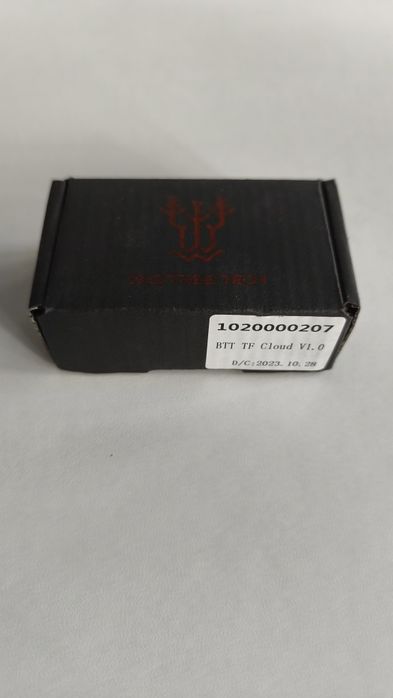 BIGTREETECH
1020000207
BTT TF Cloud V1.0
D/C:2023.10.28